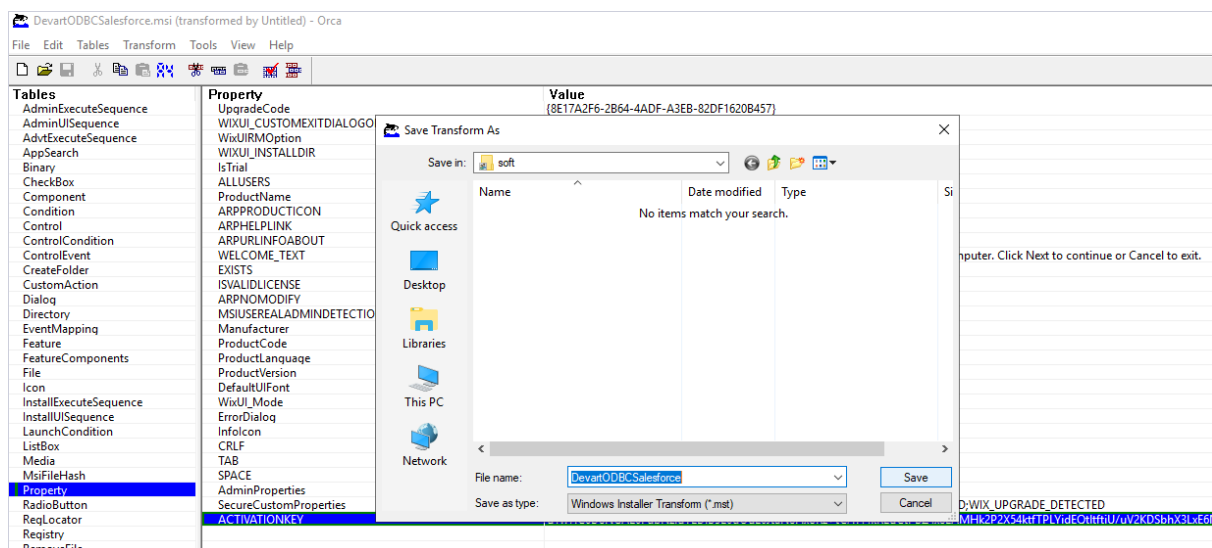 DevartODBCSalesforce.msi (transformed by Untitled) - Orca
File Edit Tables Transform Tools View Help
Tables Property Value
AdminExecuteSequence UpgradeCode {8E17A2F6-2B64-4ADF-A3EB-82DF1620B457}
AdminUISequence WIXUI_CUSTOMEXITDIALOGO
AdvtExecuteSequence WixUIRMOption
AppSearch WIXUI_INSTALLDIR
Binary IsTrial
CheckBox ALLUSERS
Component ProductName
Condition ARPPRODUCTICON
Control ARPHELPLINK
ControlCondition ARPURLINFOABOUT
ControlEvent WELCOME_TEXT nputer. Click Next to continue or Cancel to exit.
CreateFolder EXISTS
CustomAction ISVALIDLICENSE
Dialog ARPNOMODIFY
Directory MSIUSEREALADMINDETECTIO
EventMapping Manufacturer
Feature ProductCode
FeatureComponents ProductLanguage
File ProductVersion
Icon DefaultUIFont
InstallExecuteSequence WixUI_Mode
InstallUISequence ErrorDialog
LaunchCondition InfoIcon
ListBox CRLF
Media TAB
MsiFileHash SPACE
Property AdminProperties
RadioButton SecureCustomProperties D;WIX_UPGRADE_DETECTED
RegLocator ACTIVATIONKEY
Registry
RemoveFile
Save Transform As
Save in: soft
Name Date modified Type Si
No items match your search.
Quick access
Desktop
Libraries
This PC
Network
File name: DevartODBCSalesforce Save
Save as type: Windows Installer Transform (*.mst) Cancel